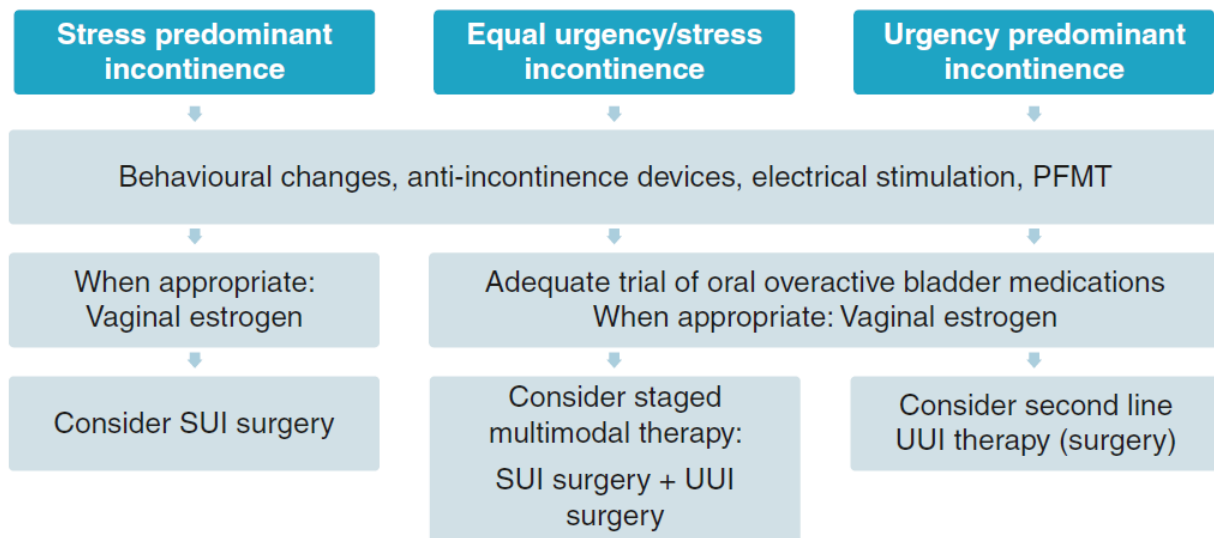 Stress predominant
incontinence
Equal urgency/stress
incontinence
Urgency predominant
incontinence
Behavioural changes, anti-incontinence devices, electrical stimulation, PFMT
When appropriate:
Vaginal estrogen
Adequate trial of oral overactive bladder medications
When appropriate: Vaginal estrogen
Consider SUI surgery
Consider staged
multimodal therapy:
SUI surgery + UUI
surgery
Consider second line
UUI therapy (surgery)